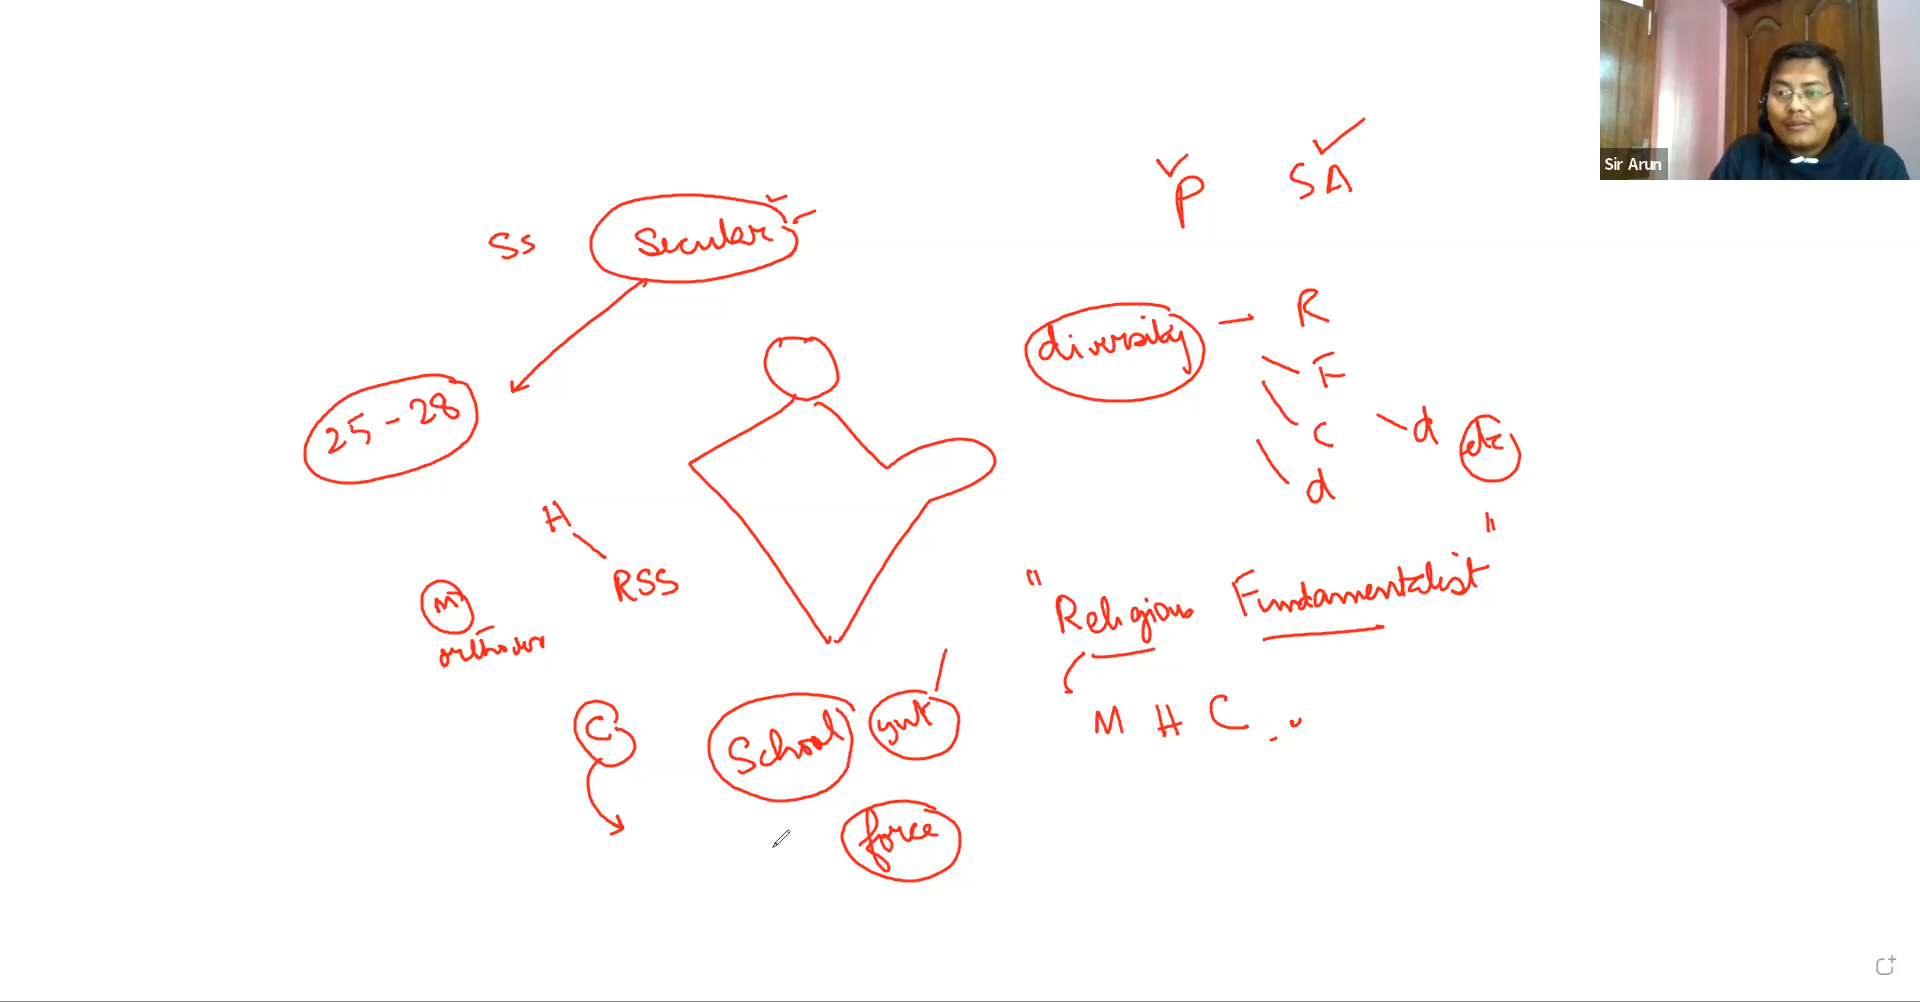 Sir Arun
P SA
Ss Secular
diversity R
F
C d etc
d
25-28
H
RSS
M
orthodox
" Religious Fundamentalist "
M H C
C School govt
force